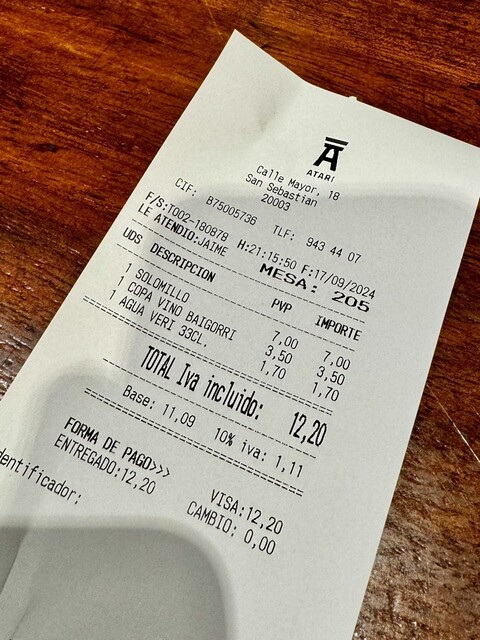 Ā
ATARI
Calle Mayor, 18
San Sebastian
20003
CIF: B75005736 TLF: 943 44 07
F/S:T002-180878 H:21:15:50 F:17/09/2024
LE ATENDIO:JAIME MESA: 205
UDS DESCRIPCION PVP IMPORTE
1 SOLOMILLO 7,00 7,00
1 COPA VINO BAIGORRI 3,50 3,50
1 AGUA VERI 33CL. 1,70 1,70
TOTAL Iva incluido: 12,20
Base: 11,09 10% iva: 1,11
FORMA DE PAGO>>> VISA:12,20
ENTREGADO:12,20 CAMBIO: 0,00
dentificador: